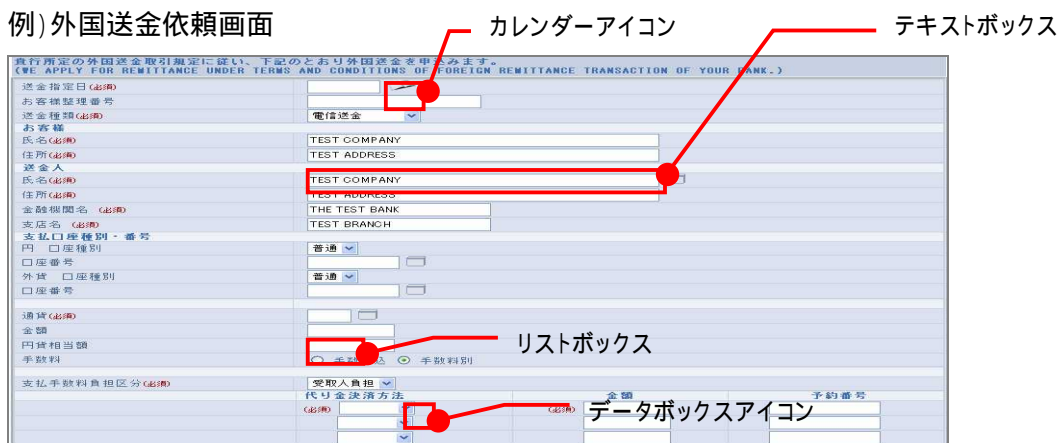 例)外国送金依頼画面
カレンダーアイコン
テキストボックス
貴行所定の外国送金取引規定に従い、下記のとおり外国送金を申込みます。
(WE APPLY FOR REMITTANCE UNDER TERMS AND CONDITIONS OF FOREIGN REMITTANCE TRANSACTION OF YOUR BANK.)
送金指定日(必須)
お客様整理番号
送金種類(必須) 電信送金
お客様
氏名(必須) TEST COMPANY
住所(必須) TEST ADDRESS
送金人
氏名(必須) TEST COMPANY
住所(必須) TEST ADDRESS
金融機関名 (必須) THE TEST BANK
支店名 (必須) TEST BRANCH
支払口座種別・番号
円 口座種別 普通
口座番号
外貨 口座種別 普通
口座番号
通貨(必須)
金額
円貨相当額
リストボックス
手数料 手数 込 手数料別
支払手数料負担区分(必須) 受取人負担
代り金決済方法 金額 予約番号
(必須) (必須)
データボックスアイコン